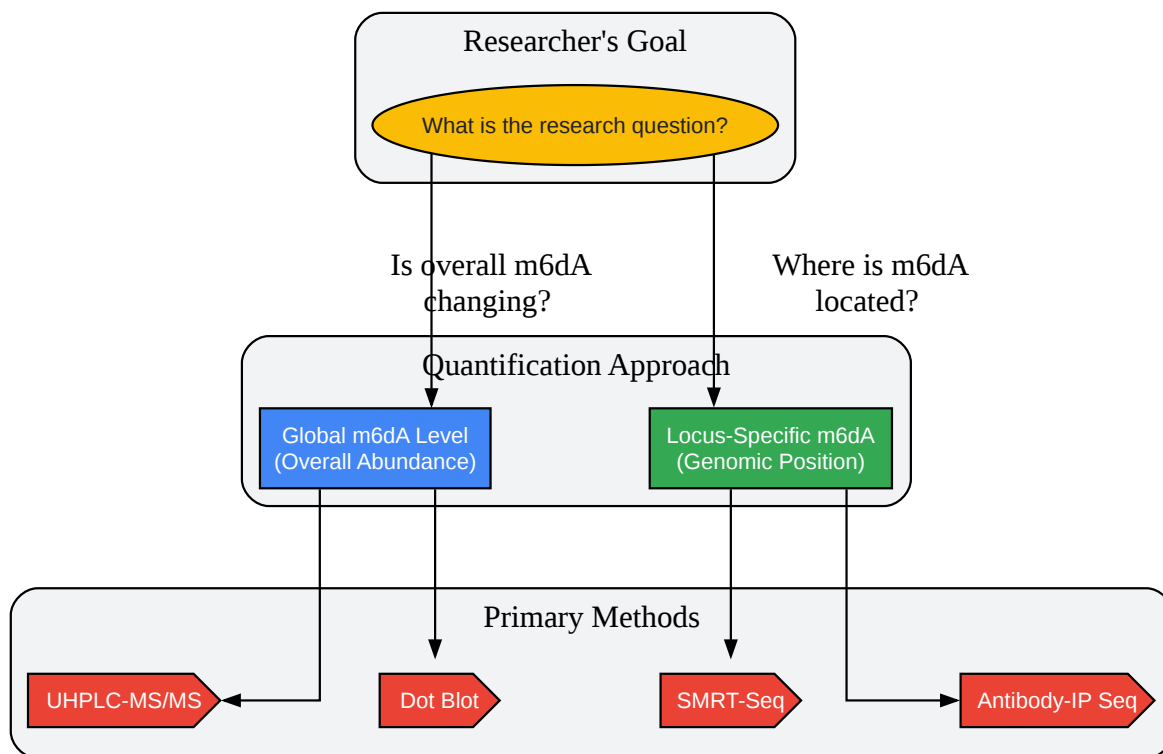 Researcher's Goal
What is the research question?
Is overall m6dA
changing?
Where is m6dA
located?
Quantification Approach
Global m6dA Level
(Overall Abundance)
Locus-Specific m6dA
(Genomic Position)
Primary Methods
UHPLC-MS/MS
Dot Blot
SMRT-Seq
Antibody-IP Seq